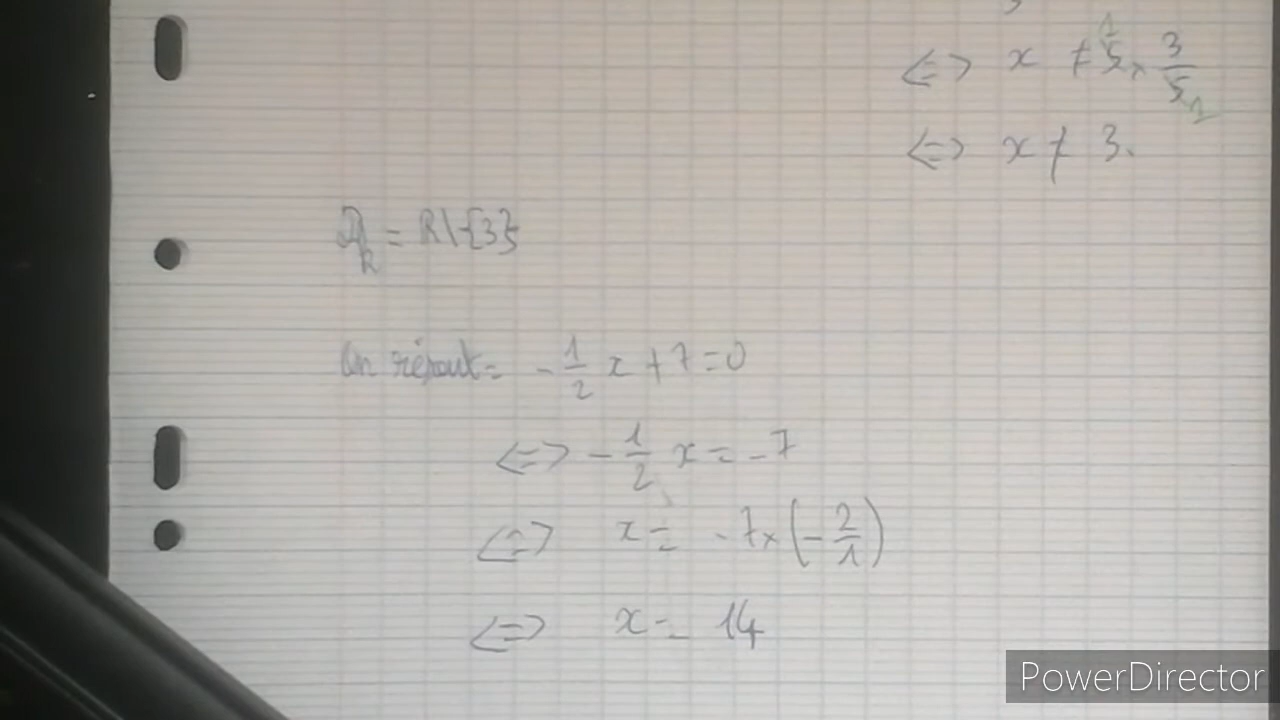 <=> x ≠ 5 × 3/5
<=> x ≠ 3.
D = R\{3}
On résout = -1/2 x + 7 = 0
<=> -1/2 x = -7
<=> x = -7 × (-2/1)
<=> x = 14
PowerDirector